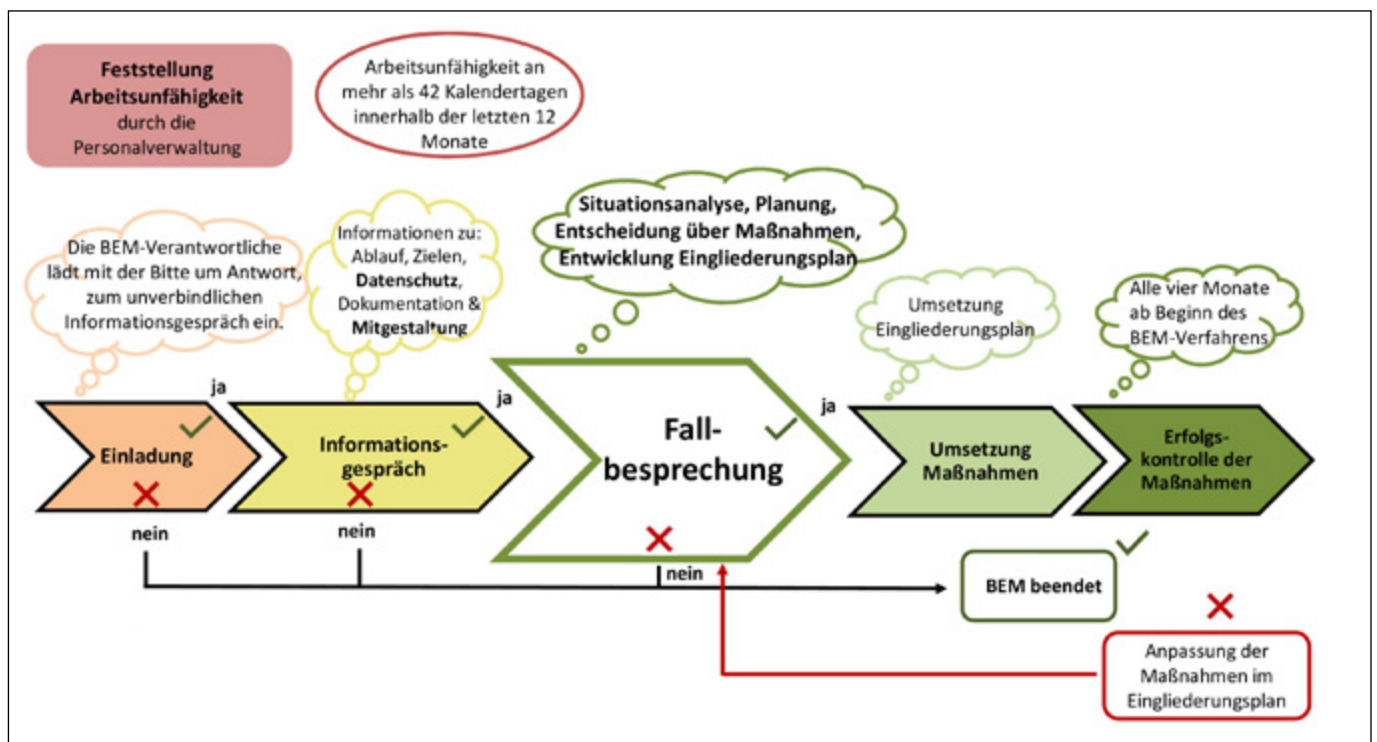 Feststellung
Arbeitsunfähigkeit
durch die
Personalverwaltung
Arbeitsunfähigkeit an
mehr als 42 Kalendertagen
innerhalb der letzten 12
Monate
Die BEM-Verantwortliche
lädt mit der Bitte um Antwort,
zum unverbindlichen
Informationsgespräch ein.
Informationen zu:
Ablauf, Zielen,
Datenschutz,
Dokumentation &
Mitgestaltung
Situationsanalyse, Planung,
Entscheidung über Maßnahmen,
Entwicklung Eingliederungsplan
Umsetzung
Eingliederungsplan
Alle vier Monate
ab Beginn des
BEM-Verfahrens
ja
ja
ja
Einladung
Informations-
gespräch
Fall-
besprechung
Umsetzung
Maßnahmen
Erfolgs-
kontrolle der
Maßnahmen
nein
nein
nein
BEM beendet
Anpassung der
Maßnahmen im
Eingliederungsplan